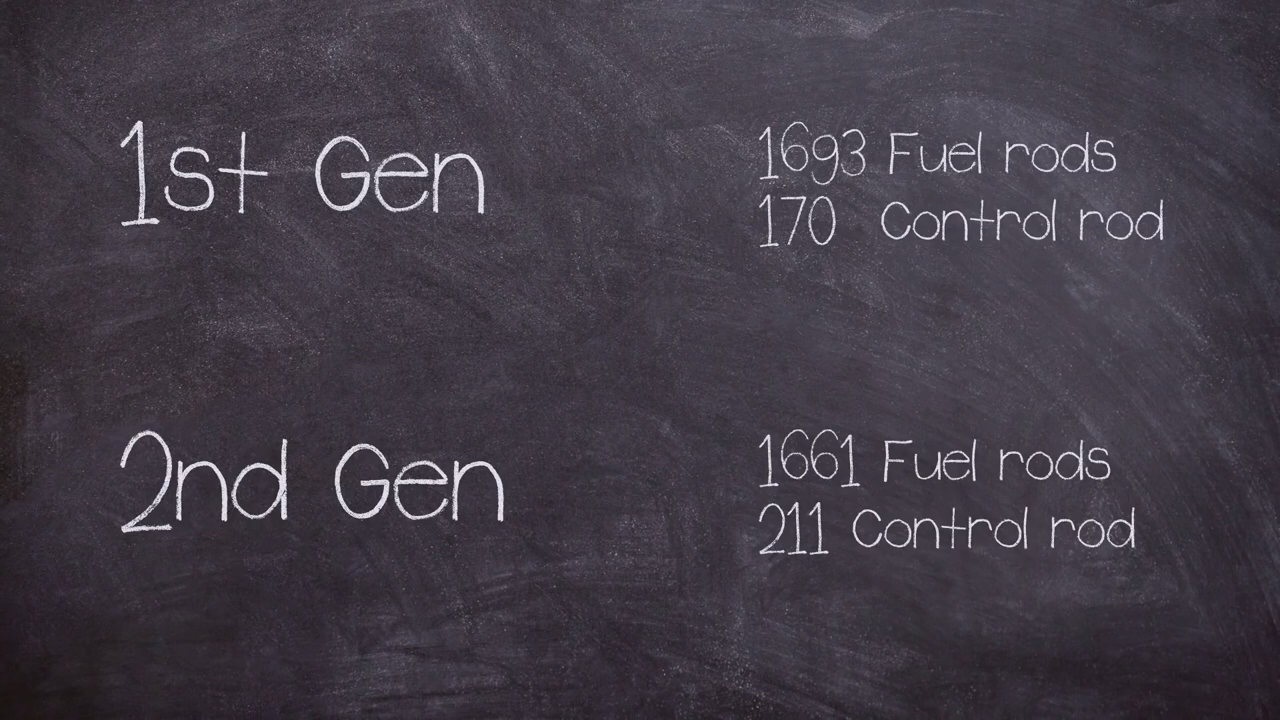 1st Gen
1693 Fuel rods
170 Control rod
2nd Gen
1661 Fuel rods
211 Control rod